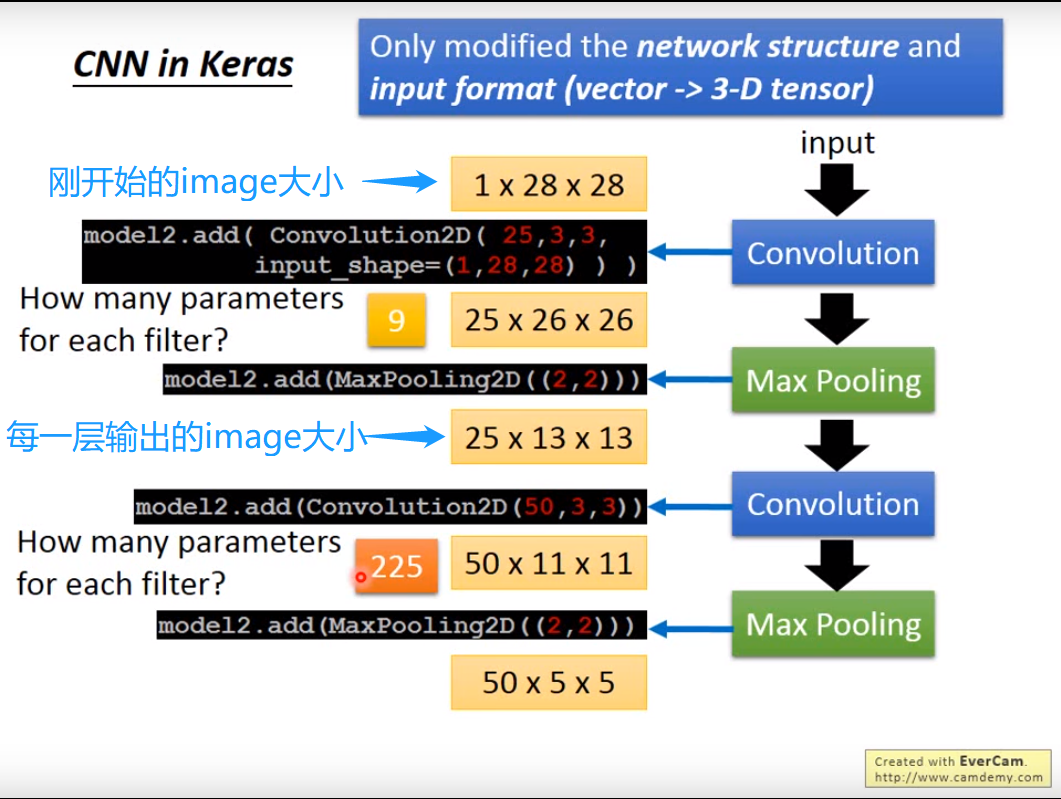 CNN in Keras
Only modified the network structure and
input format (vector -> 3-D tensor)
input
刚开始的image大小
1 x 28 x 28
model2.add( Convolution2D( 25,3,3,
input_shape=(1,28,28) ) )
Convolution
How many parameters
for each filter?
9
25 x 26 x 26
model2.add(MaxPooling2D((2,2)))
Max Pooling
每一层输出的image大小
25 x 13 x 13
model2.add(Convolution2D(50,3,3))
Convolution
How many parameters
for each filter?
225
50 x 11 x 11
model2.add(MaxPooling2D((2,2)))
Max Pooling
50 x 5 x 5
Created with EverCam.
http://www.camdemy.com